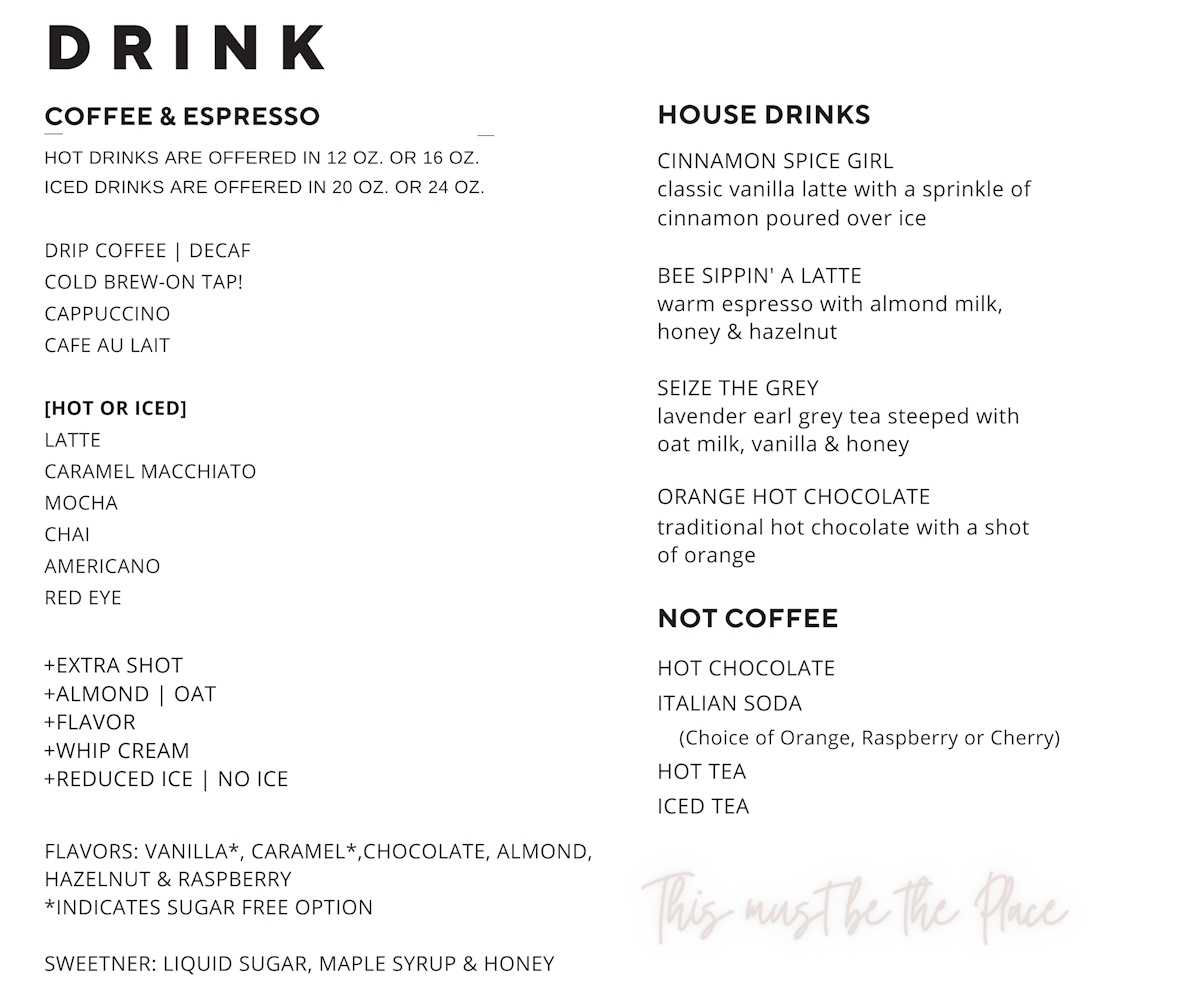 DRINK
COFFEE & ESPRESSO
HOT DRINKS ARE OFFERED IN 12 OZ. OR 16 OZ.
ICED DRINKS ARE OFFERED IN 20 OZ. OR 24 OZ.
DRIP COFFEE | DECAF
COLD BREW-ON TAP!
CAPPUCCINO
CAFE AU LAIT
[HOT OR ICED]
LATTE
CARAMEL MACCHIATO
MOCHA
CHAI
AMERICANO
RED EYE
+EXTRA SHOT
+ALMOND | OAT
+FLAVOR
+WHIP CREAM
+REDUCED ICE | NO ICE
FLAVORS: VANILLA*, CARAMEL*,CHOCOLATE, ALMOND,
HAZELNUT & RASPBERRY
*INDICATES SUGAR FREE OPTION
SWEETNER: LIQUID SUGAR, MAPLE SYRUP & HONEY
HOUSE DRINKS
CINNAMON SPICE GIRL
classic vanilla latte with a sprinkle of
cinnamon poured over ice
BEE SIPPIN' A LATTE
warm espresso with almond milk,
honey & hazelnut
SEIZE THE GREY
lavender earl grey tea steeped with
oat milk, vanilla & honey
ORANGE HOT CHOCOLATE
traditional hot chocolate with a shot
of orange
NOT COFFEE
HOT CHOCOLATE
ITALIAN SODA
(Choice of Orange, Raspberry or Cherry)
HOT TEA
ICED TEA
This must be the Place